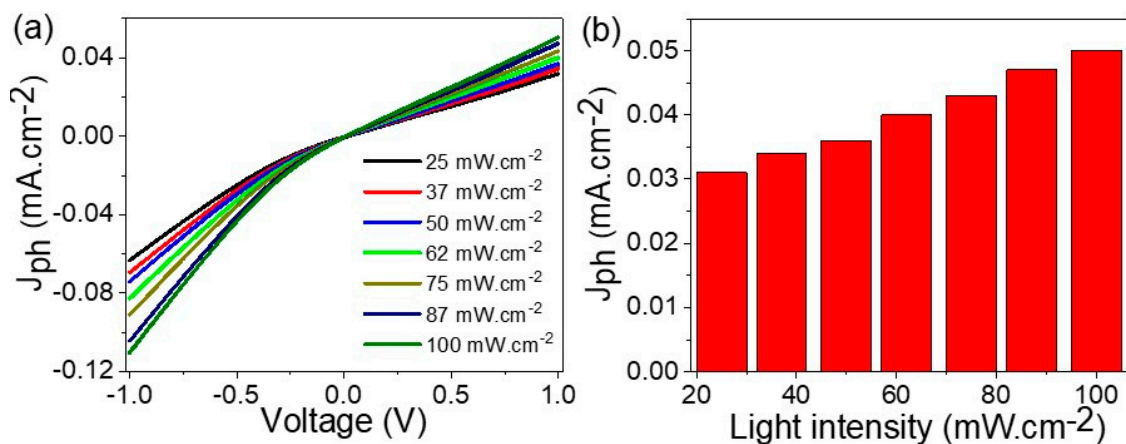 (a)
Jph (mA.cm-2)
0.04
0.00
-0.04
-0.08
-0.12
-1.0 -0.5 0.0 0.5 1.0
Voltage (V)
25 mW.cm-2
37 mW.cm-2
50 mW.cm-2
62 mW.cm-2
75 mW.cm-2
87 mW.cm-2
100 mW.cm-2
(b)
Jph (mA.cm-2)
0.05
0.04
0.03
0.02
0.01
0.00
20 40 60 80 100
Light intensity (mW.cm-2)